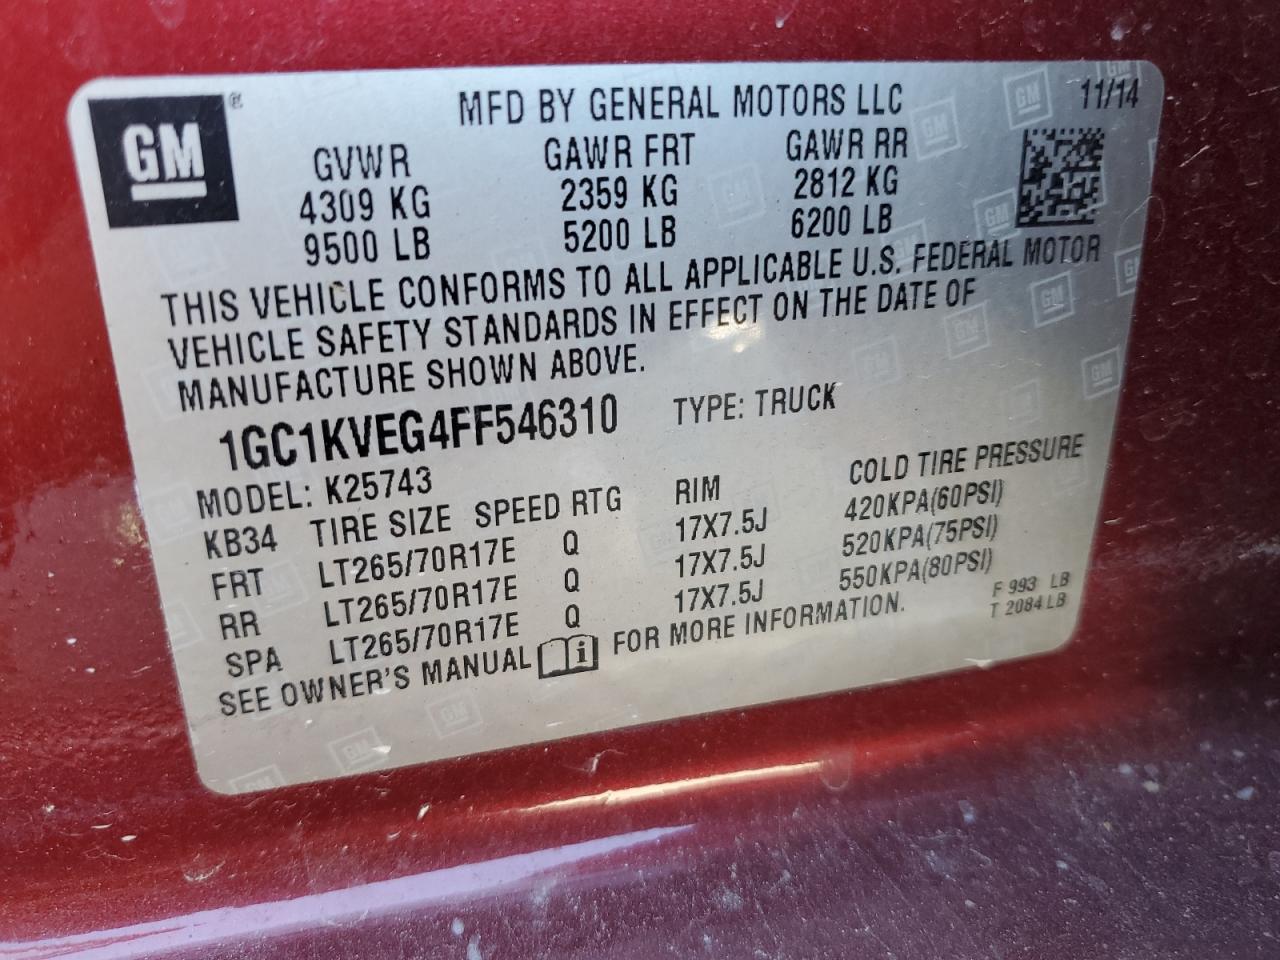 GM®
MFD BY GENERAL MOTORS LLC
11/14
GVWR GAWR FRT GAWR RR
4309 KG 2359 KG 2812 KG
9500 LB 5200 LB 6200 LB
THIS VEHICLE CONFORMS TO ALL APPLICABLE U.S. FEDERAL MOTOR
VEHICLE SAFETY STANDARDS IN EFFECT ON THE DATE OF
MANUFACTURE SHOWN ABOVE.
1GC1KVEG4FF546310 TYPE: TRUCK
MODEL: K25743
KB34 TIRE SIZE SPEED RTG RIM COLD TIRE PRESSURE
FRT LT265/70R17E Q 17X7.5J 420KPA(60PSI)
RR LT265/70R17E Q 17X7.5J 520KPA(75PSI)
SPA LT265/70R17E Q 17X7.5J 550KPA(80PSI)
SEE OWNER'S MANUAL i FOR MORE INFORMATION.
F 993 LB
T 2084 LB